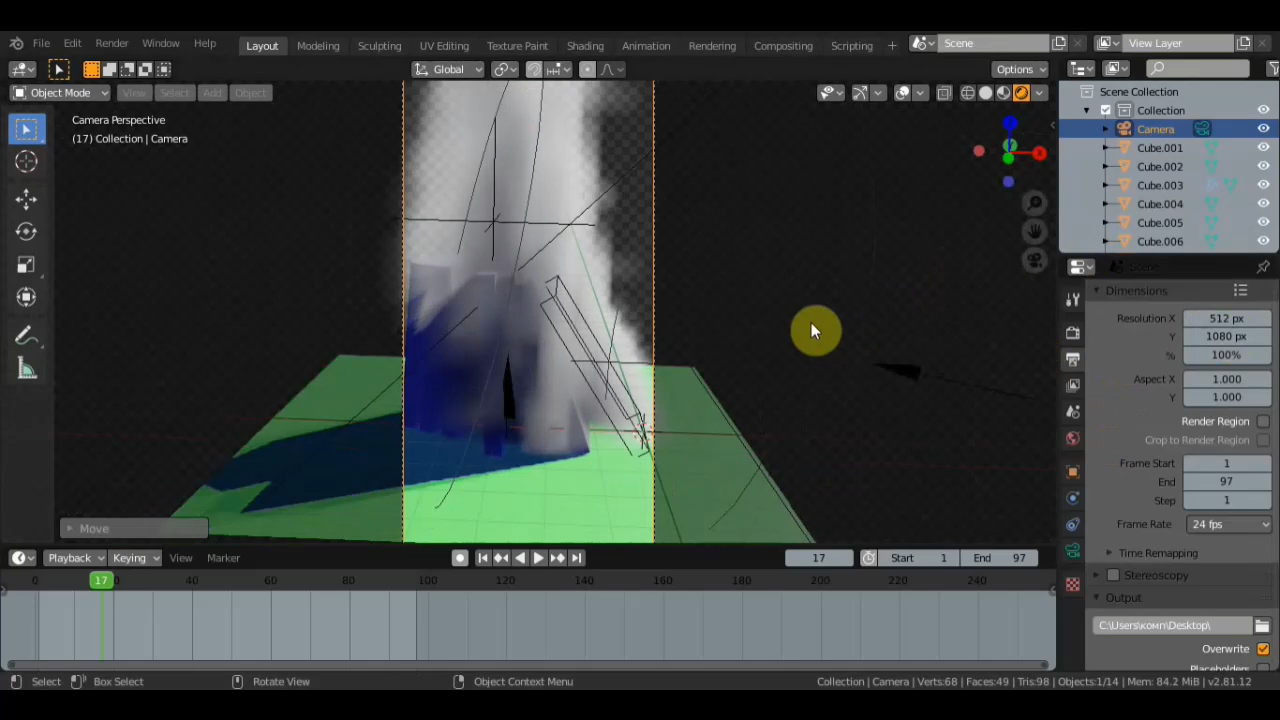 File Edit Render Window Help Layout Modeling Sculpting UV Editing Texture Paint Shading Animation Rendering Compositing Scripting + Scene View Layer
Global Options
Object Mode View Select Add Object
Camera Perspective
(17) Collection | Camera
Scene Collection
Collection
Camera
Cube.001
Cube.002
Cube.003
Cube.004
Cube.005
Cube.006
Scene
Dimensions
Resolution X 512 px
Y 1080 px
% 100%
Aspect X 1.000
Y 1.000
Render Region
Crop to Render Region
Frame Start 1
End 97
Step 1
Frame Rate 24 fps
Time Remapping
Stereoscopy
Output
C:\Users\комп\Desktop\
Overwrite
Placeholders
Move
Playback Keying View Marker 17 Start 1 End 97
0 17 20 40 60 80 100 120 140 160 180 200 220 240
Select Box Select Rotate View Object Context Menu Collection | Camera | Verts:68 | Faces:49 | Tris:98 | Objects:1/14 | Mem: 84.2 MiB | v2.81.12